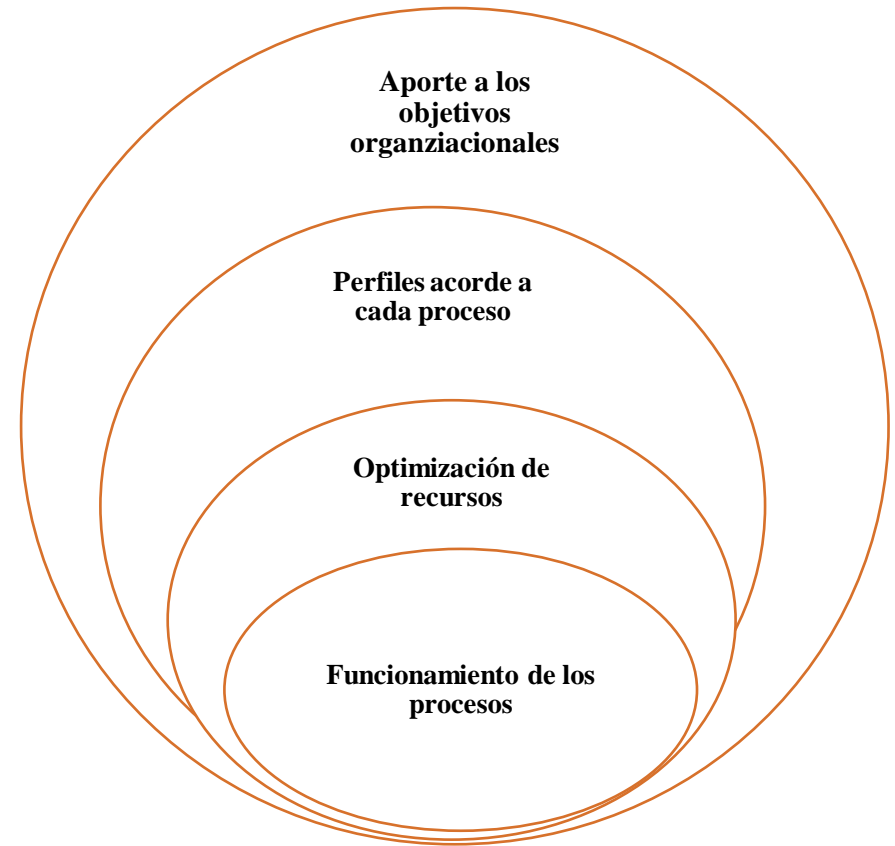 Aporte a los
objetivos
organziacionales
Perfiles acorde a
cada proceso
Optimización de
recursos
Funcionamiento de los
procesos